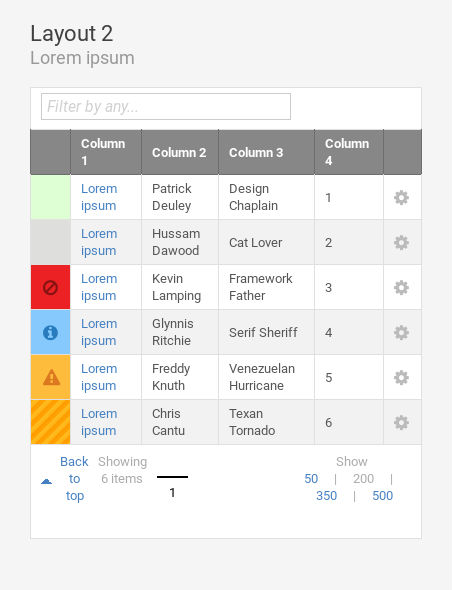 Layout 2
Lorem ipsum
Filter by any...
Column 1 Column 2 Column 3 Column 4
Lorem ipsum Patrick Deuley Design Chaplain 1
Lorem ipsum Hussam Dawood Cat Lover 2
Lorem ipsum Kevin Lamping Framework Father 3
Lorem ipsum Glynnis Ritchie Serif Sheriff 4
Lorem ipsum Freddy Knuth Venezuelan Hurricane 5
Lorem ipsum Chris Cantu Texan Tornado 6
Back to top
Showing 6 items
1
Show
50 | 200 |
350 | 500